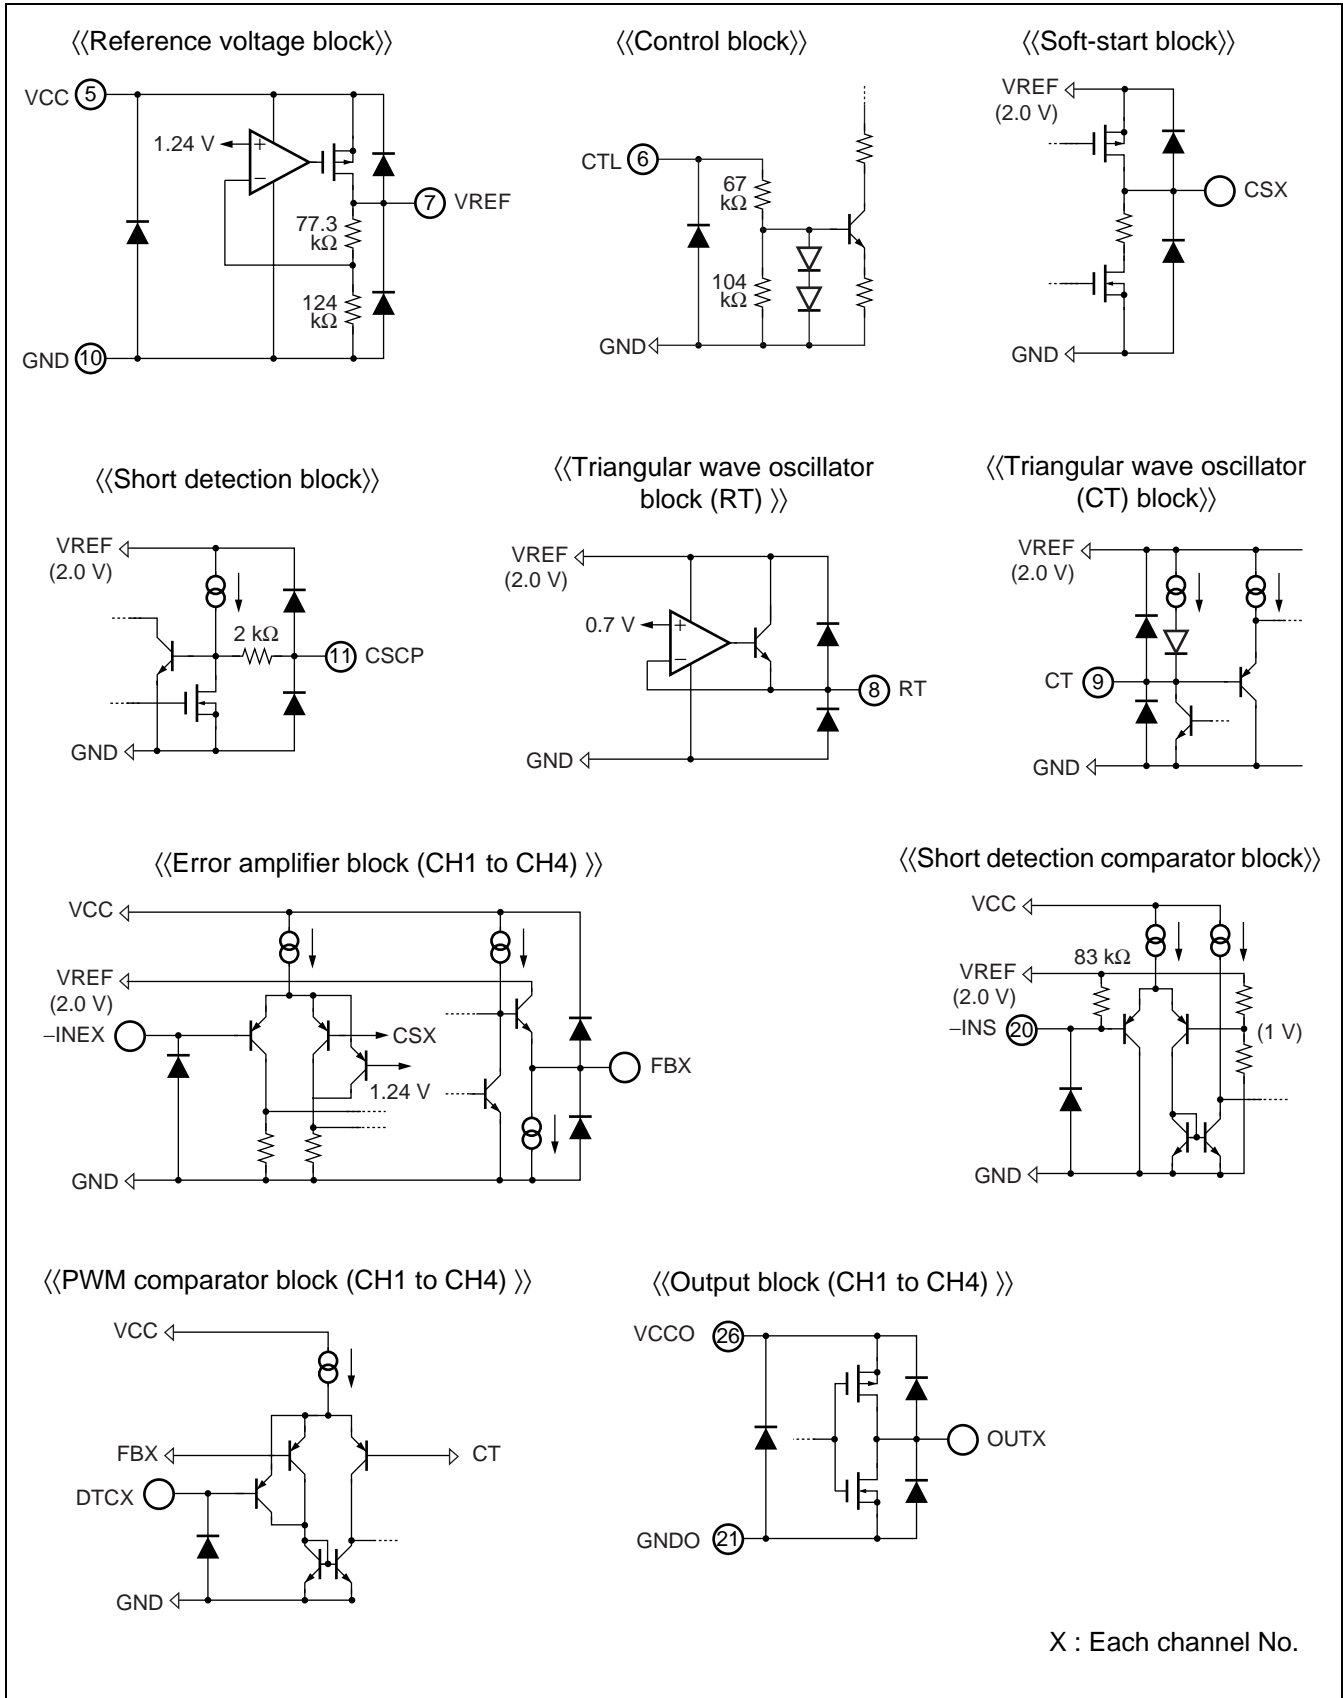 ⟨⟨Reference voltage block⟩⟩
VCC 5
1.24 V
+
−
7 VREF
77.3
kΩ
124
kΩ
GND 10
⟨⟨Control block⟩⟩
CTL 6
67
kΩ
104
kΩ
GND
⟨⟨Soft-start block⟩⟩
VREF
(2.0 V)
CSX
GND
⟨⟨Short detection block⟩⟩
VREF
(2.0 V)
2 kΩ
11 CSCP
GND
⟨⟨Triangular wave oscillator
block (RT) ⟩⟩
VREF
(2.0 V)
0.7 V
+
−
8 RT
GND
⟨⟨Triangular wave oscillator
(CT) block⟩⟩
VREF
(2.0 V)
CT 9
GND
⟨⟨Error amplifier block (CH1 to CH4) ⟩⟩
VCC
VREF
(2.0 V)
−INEX
CSX
1.24 V
FBX
GND
⟨⟨Short detection comparator block⟩⟩
VCC
83 kΩ
VREF
(2.0 V)
−INS 20
(1 V)
GND
⟨⟨PWM comparator block (CH1 to CH4) ⟩⟩
VCC
FBX
CT
DTCX
GND
⟨⟨Output block (CH1 to CH4) ⟩⟩
VCCO 26
OUTX
GNDO 21
X : Each channel No.